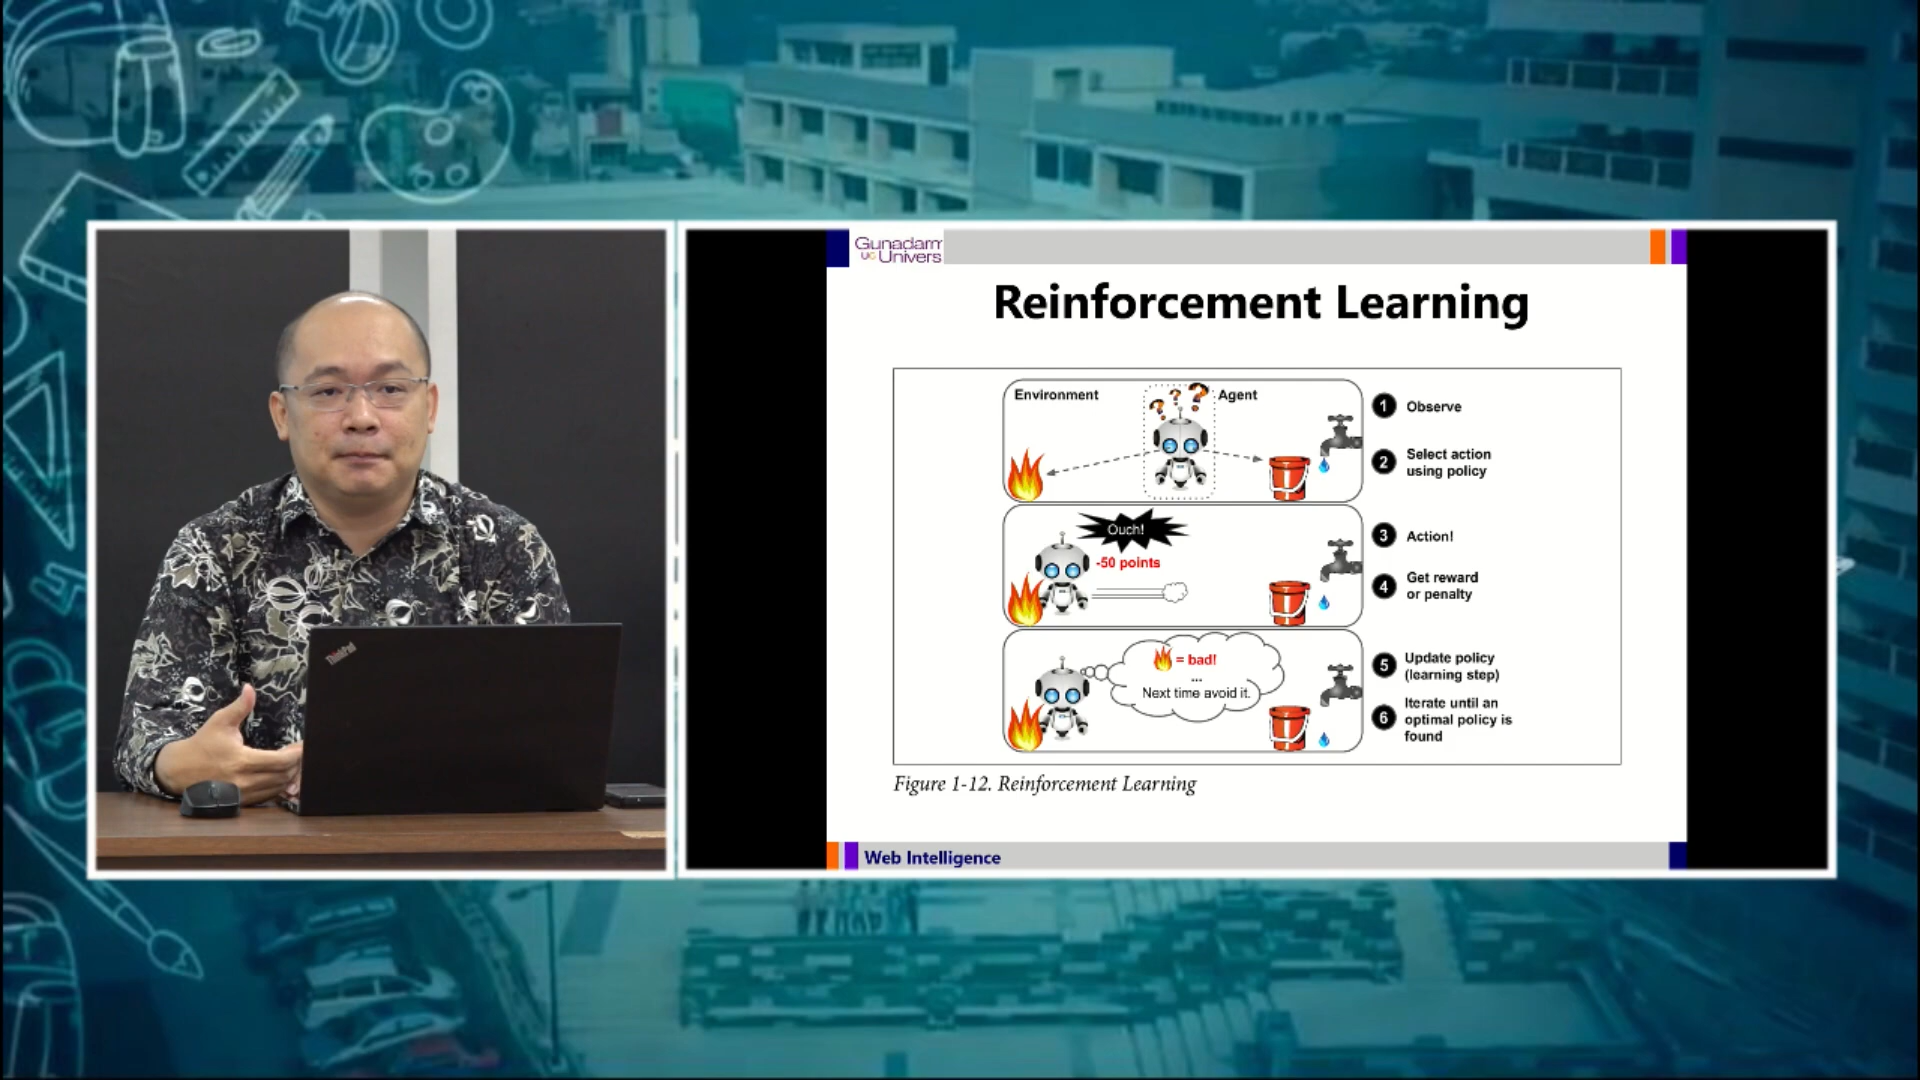 Gunadarm
UG Univers
Reinforcement Learning
Environment
Agent
? ? ?
1 Observe
2 Select action
using policy
Ouch!
-50 points
3 Action!
4 Get reward
or penalty
= bad!
...
Next time avoid it.
5 Update policy
(learning step)
6 Iterate until an
optimal policy is
found
Figure 1-12. Reinforcement Learning
Web Intelligence
ThinkPad